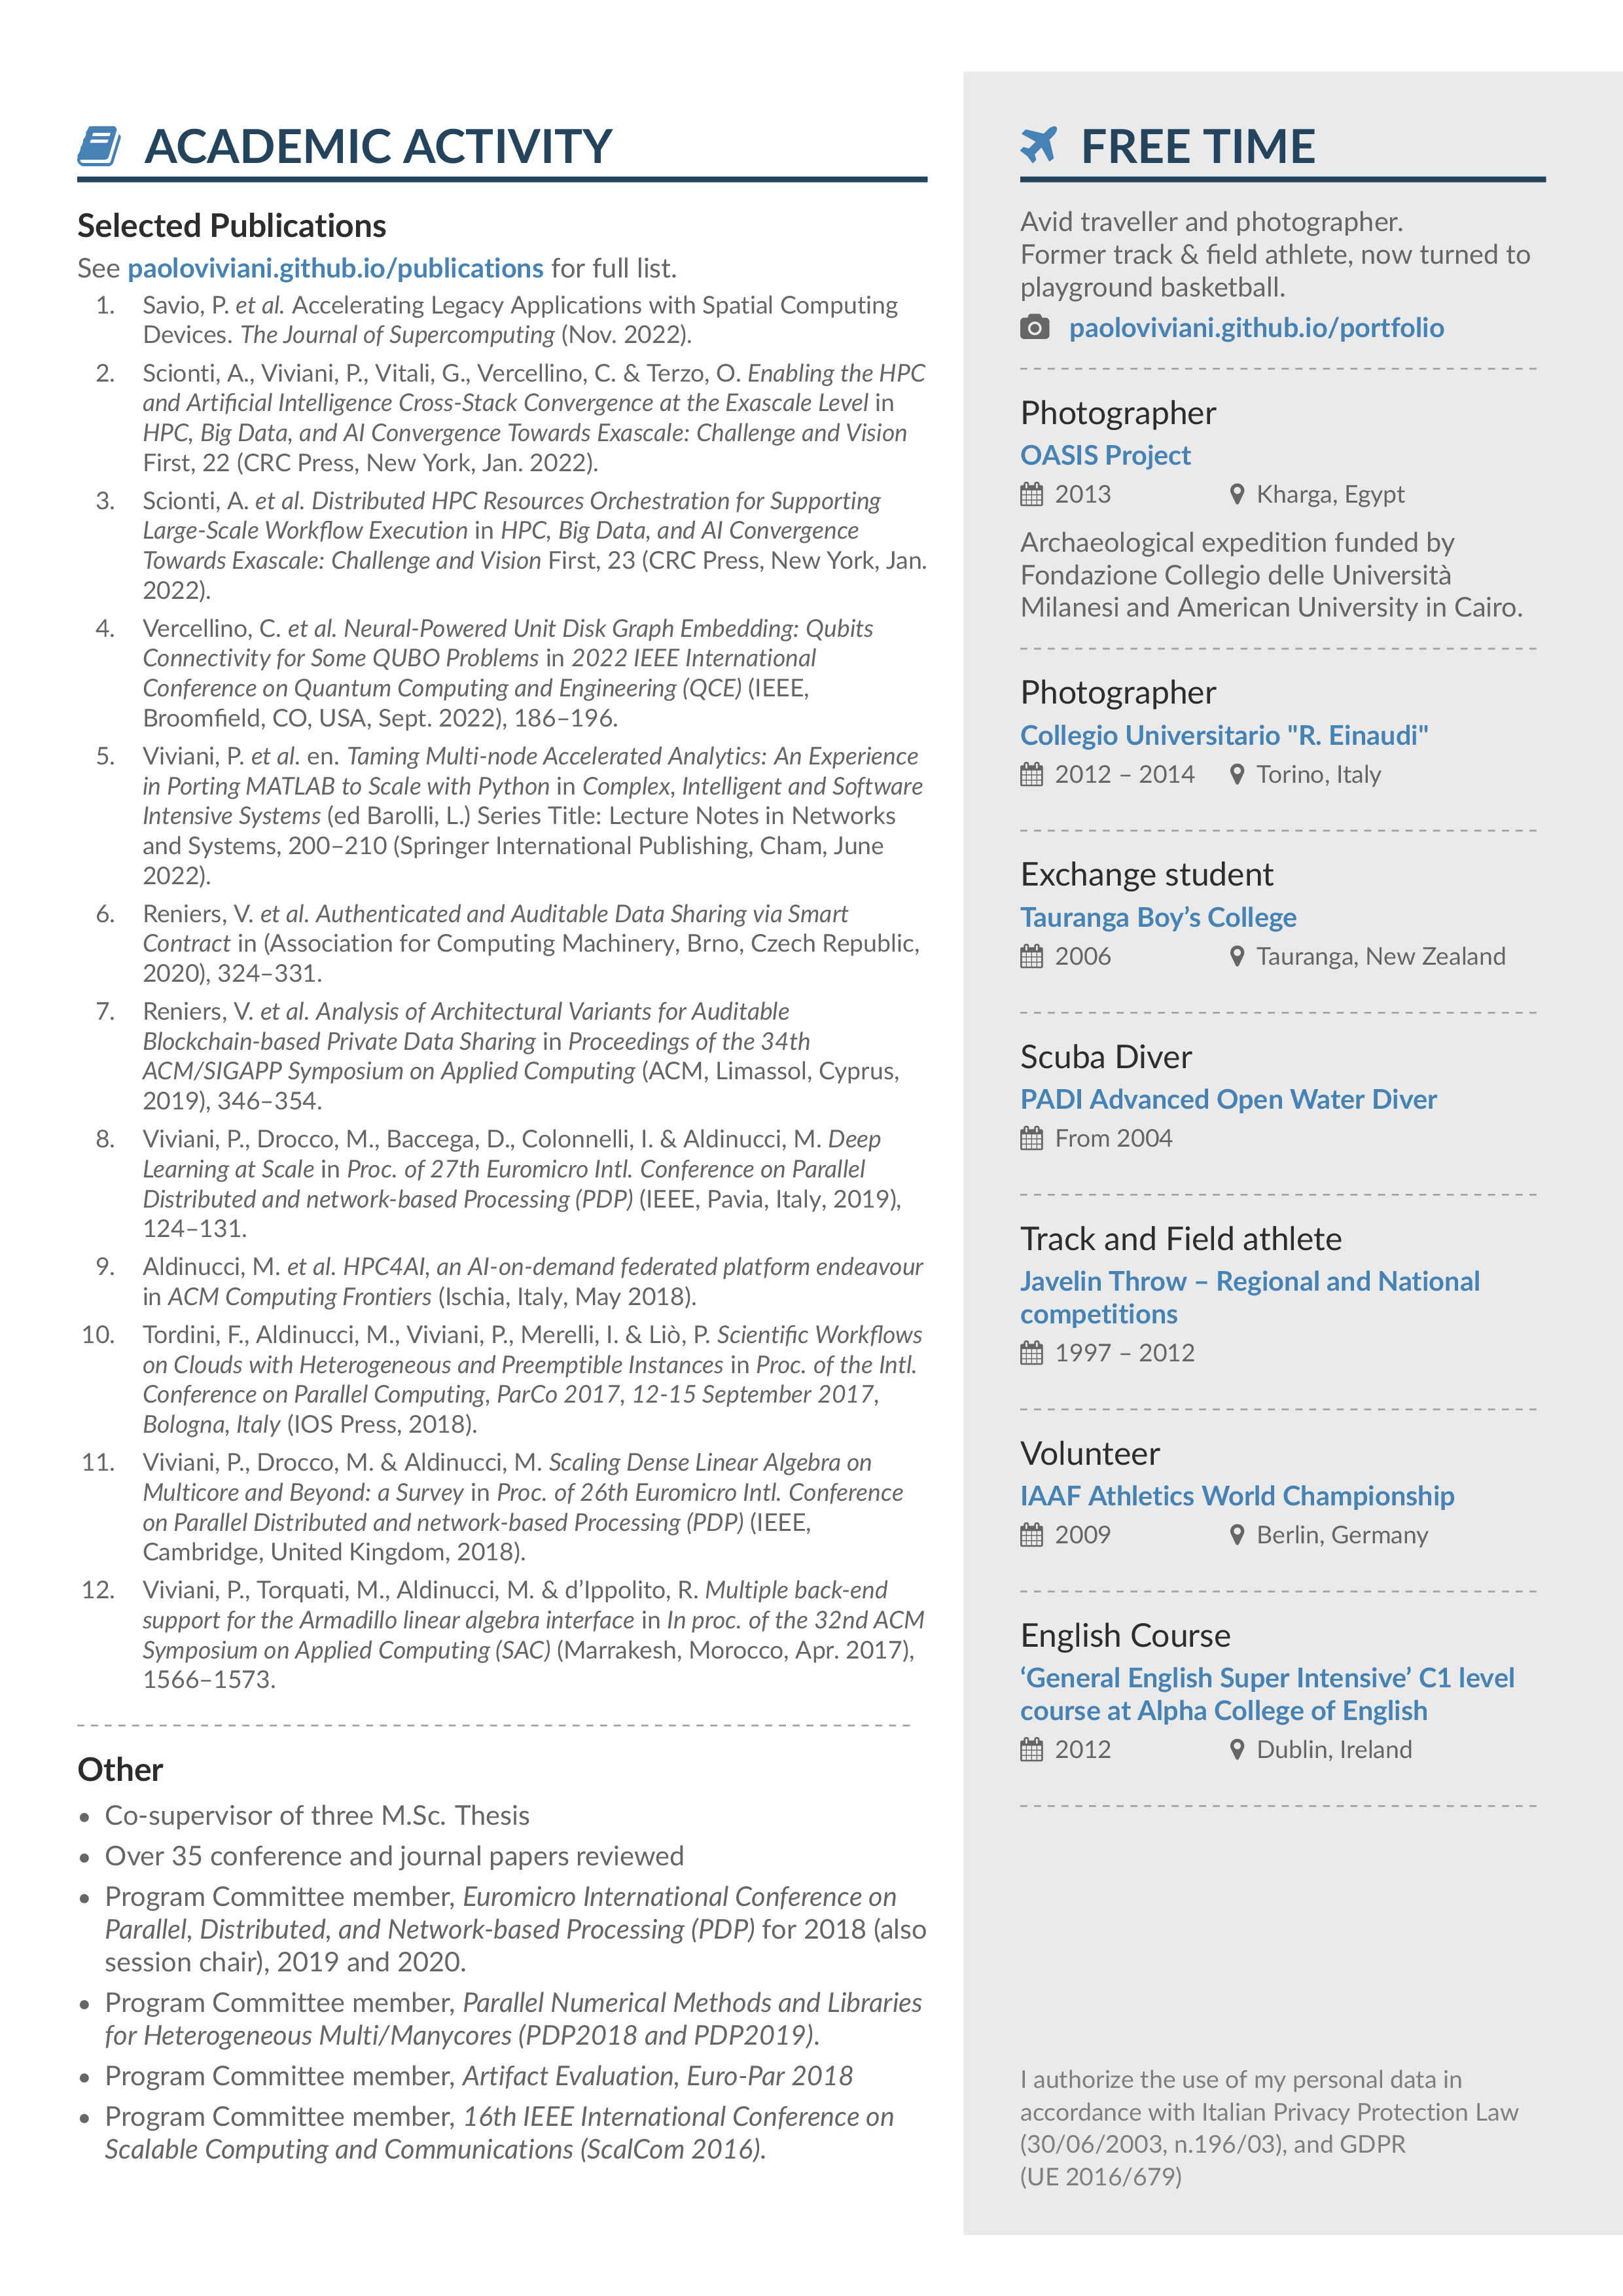 ACADEMIC ACTIVITY
Selected Publications
See paoloviviani.github.io/publications for full list.
1. Savio, P. et al. Accelerating Legacy Applications with Spatial Computing
Devices. The Journal of Supercomputing (Nov. 2022).
2. Scionti, A., Viviani, P., Vitali, G., Vercellino, C. & Terzo, O. Enabling the HPC
and Artificial Intelligence Cross-Stack Convergence at the Exascale Level in
HPC, Big Data, and AI Convergence Towards Exascale: Challenge and Vision
First, 22 (CRC Press, New York, Jan. 2022).
3. Scionti, A. et al. Distributed HPC Resources Orchestration for Supporting
Large-Scale Workflow Execution in HPC, Big Data, and AI Convergence
Towards Exascale: Challenge and Vision First, 23 (CRC Press, New York, Jan.
2022).
4. Vercellino, C. et al. Neural-Powered Unit Disk Graph Embedding: Qubits
Connectivity for Some QUBO Problems in 2022 IEEE International
Conference on Quantum Computing and Engineering (QCE) (IEEE,
Broomfield, CO, USA, Sept. 2022), 186–196.
5. Viviani, P. et al. en. Taming Multi-node Accelerated Analytics: An Experience
in Porting MATLAB to Scale with Python in Complex, Intelligent and Software
Intensive Systems (ed Barolli, L.) Series Title: Lecture Notes in Networks
and Systems, 200–210 (Springer International Publishing, Cham, June
2022).
6. Reniers, V. et al. Authenticated and Auditable Data Sharing via Smart
Contract in (Association for Computing Machinery, Brno, Czech Republic,
2020), 324–331.
7. Reniers, V. et al. Analysis of Architectural Variants for Auditable
Blockchain-based Private Data Sharing in Proceedings of the 34th
ACM/SIGAPP Symposium on Applied Computing (ACM, Limassol, Cyprus,
2019), 346–354.
8. Viviani, P., Drocco, M., Baccega, D., Colonnelli, I. & Aldinucci, M. Deep
Learning at Scale in Proc. of 27th Euromicro Intl. Conference on Parallel
Distributed and network-based Processing (PDP) (IEEE, Pavia, Italy, 2019),
124–131.
9. Aldinucci, M. et al. HPC4AI, an AI-on-demand federated platform endeavour
in ACM Computing Frontiers (Ischia, Italy, May 2018).
10. Tordini, F., Aldinucci, M., Viviani, P., Merelli, I. & Liò, P. Scientific Workflows
on Clouds with Heterogeneous and Preemptible Instances in Proc. of the Intl.
Conference on Parallel Computing, ParCo 2017, 12-15 September 2017,
Bologna, Italy (IOS Press, 2018).
11. Viviani, P., Drocco, M. & Aldinucci, M. Scaling Dense Linear Algebra on
Multicore and Beyond: a Survey in Proc. of 26th Euromicro Intl. Conference
on Parallel Distributed and network-based Processing (PDP) (IEEE,
Cambridge, United Kingdom, 2018).
12. Viviani, P., Torquati, M., Aldinucci, M. & d'Ippolito, R. Multiple back-end
support for the Armadillo linear algebra interface in In proc. of the 32nd ACM
Symposium on Applied Computing (SAC) (Marrakesh, Morocco, Apr. 2017),
1566–1573.
Other
• Co-supervisor of three M.Sc. Thesis
• Over 35 conference and journal papers reviewed
• Program Committee member, Euromicro International Conference on
Parallel, Distributed, and Network-based Processing (PDP) for 2018 (also
session chair), 2019 and 2020.
• Program Committee member, Parallel Numerical Methods and Libraries
for Heterogeneous Multi/Manycores (PDP2018 and PDP2019).
• Program Committee member, Artifact Evaluation, Euro-Par 2018
• Program Committee member, 16th IEEE International Conference on
Scalable Computing and Communications (ScalCom 2016).
FREE TIME
Avid traveller and photographer.
Former track & field athlete, now turned to
playground basketball.
paoloviviani.github.io/portfolio
Photographer
OASIS Project
2013 Kharga, Egypt
Archaeological expedition funded by
Fondazione Collegio delle Università
Milanesi and American University in Cairo.
Photographer
Collegio Universitario "R. Einaudi"
2012 – 2014 Torino, Italy
Exchange student
Tauranga Boy's College
2006 Tauranga, New Zealand
Scuba Diver
PADI Advanced Open Water Diver
From 2004
Track and Field athlete
Javelin Throw – Regional and National
competitions
1997 – 2012
Volunteer
IAAF Athletics World Championship
2009 Berlin, Germany
English Course
‘General English Super Intensive’ C1 level
course at Alpha College of English
2012 Dublin, Ireland
I authorize the use of my personal data in
accordance with Italian Privacy Protection Law
(30/06/2003, n.196/03), and GDPR
(UE 2016/679)